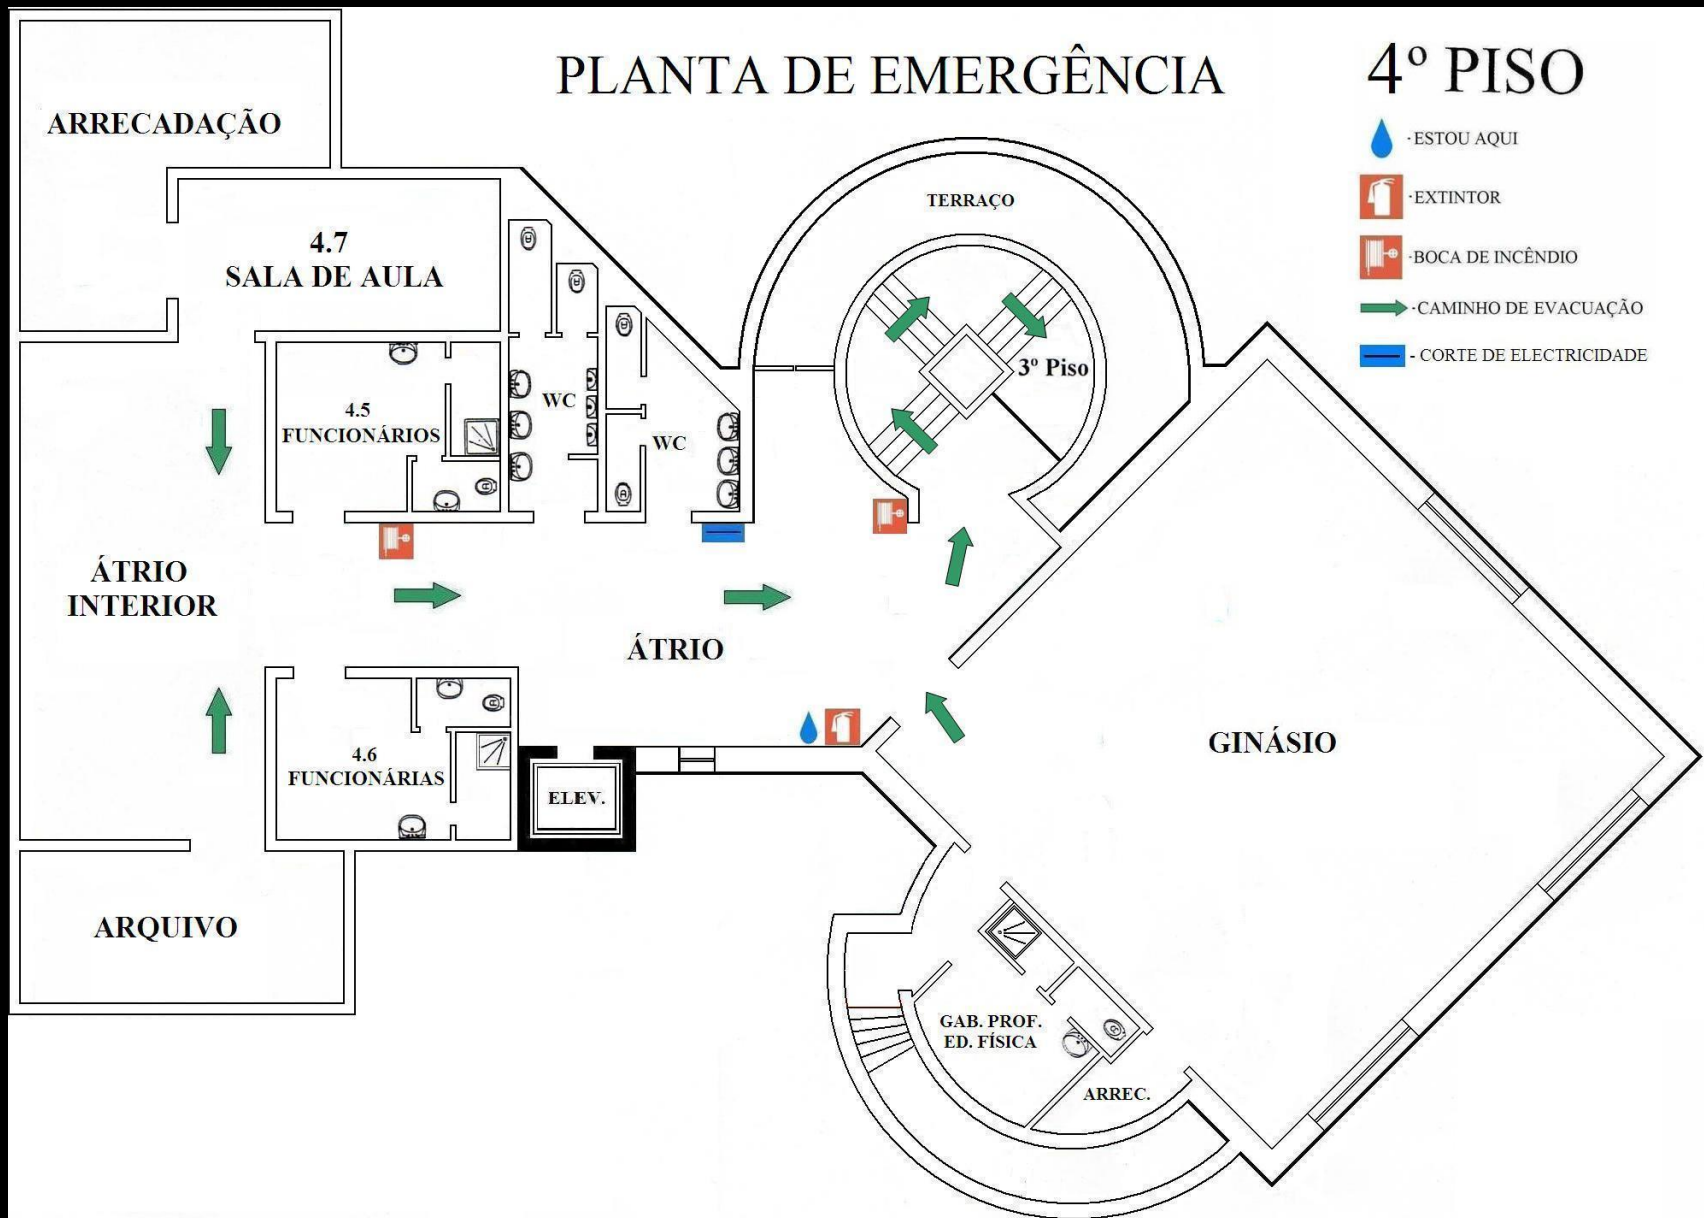 PLANTA DE EMERGÊNCIA
4º PISO
-ESTOU AQUI
-EXTINTOR
-BOCA DE INCÊNDIO
-CAMINHO DE EVACUAÇÃO
- CORTE DE ELECTRICIDADE
ARRECADAÇÃO
4.7
SALA DE AULA
TERRAÇO
3º Piso
4.5
FUNCIONÁRIOS
WC
WC
ÁTRIO
INTERIOR
ÁTRIO
GINÁSIO
4.6
FUNCIONÁRIAS
ELEV.
ARQUIVO
GAB. PROF.
ED. FÍSICA
ARREC.